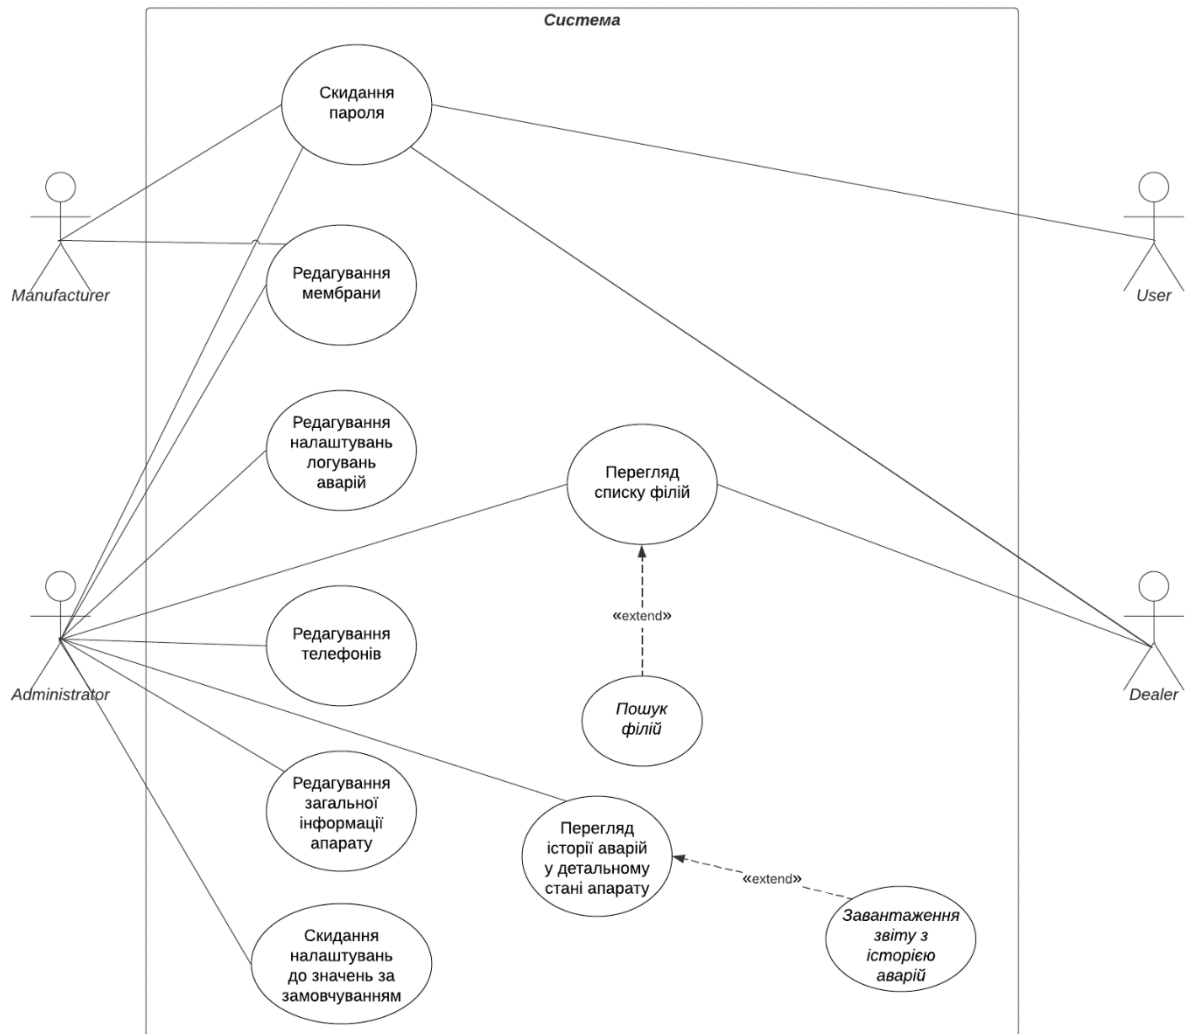 Система
Скидання
пароля
Manufacturer
User
Редагування
мембрани
Редагування
налаштувань
логувань
аварій
Перегляд
списку філій
«extend»
Administrator
Редагування
телефонів
Dealer
Пошук
філій
Редагування
загальної
інформації
апарату
Перегляд
історії аварій
у детальному
стані апарату
«extend»
Завантаження
звіту з
історією
аварій
Скидання
налаштувань
до значень за
замовчуванням